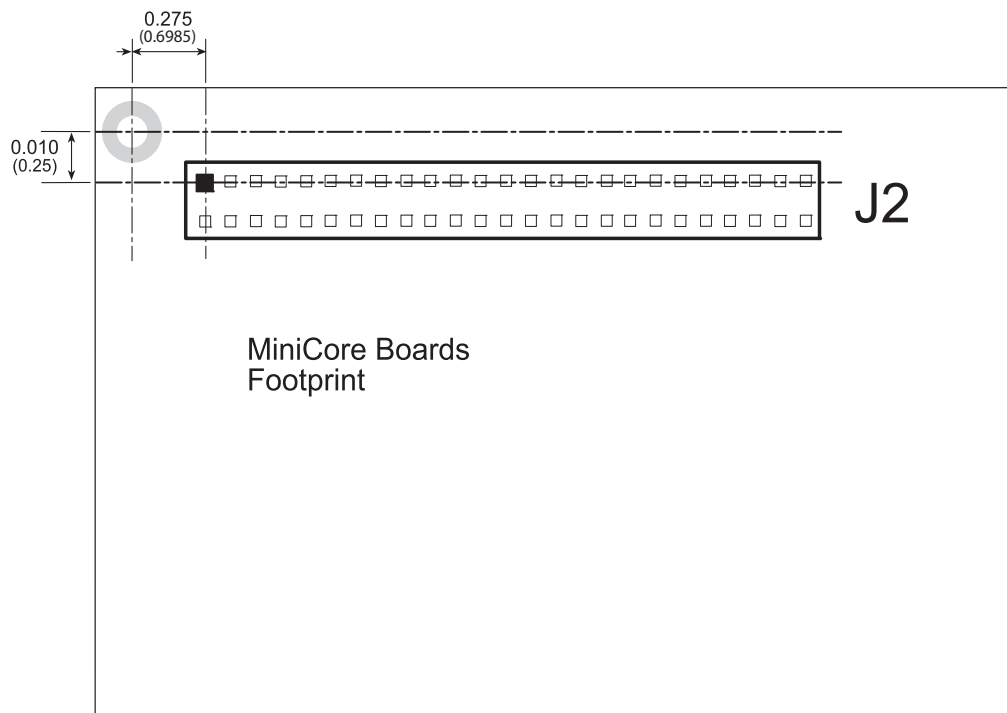 0.275
(0.6985)
0.010
(0.25)
J2
MiniCore Boards
Footprint